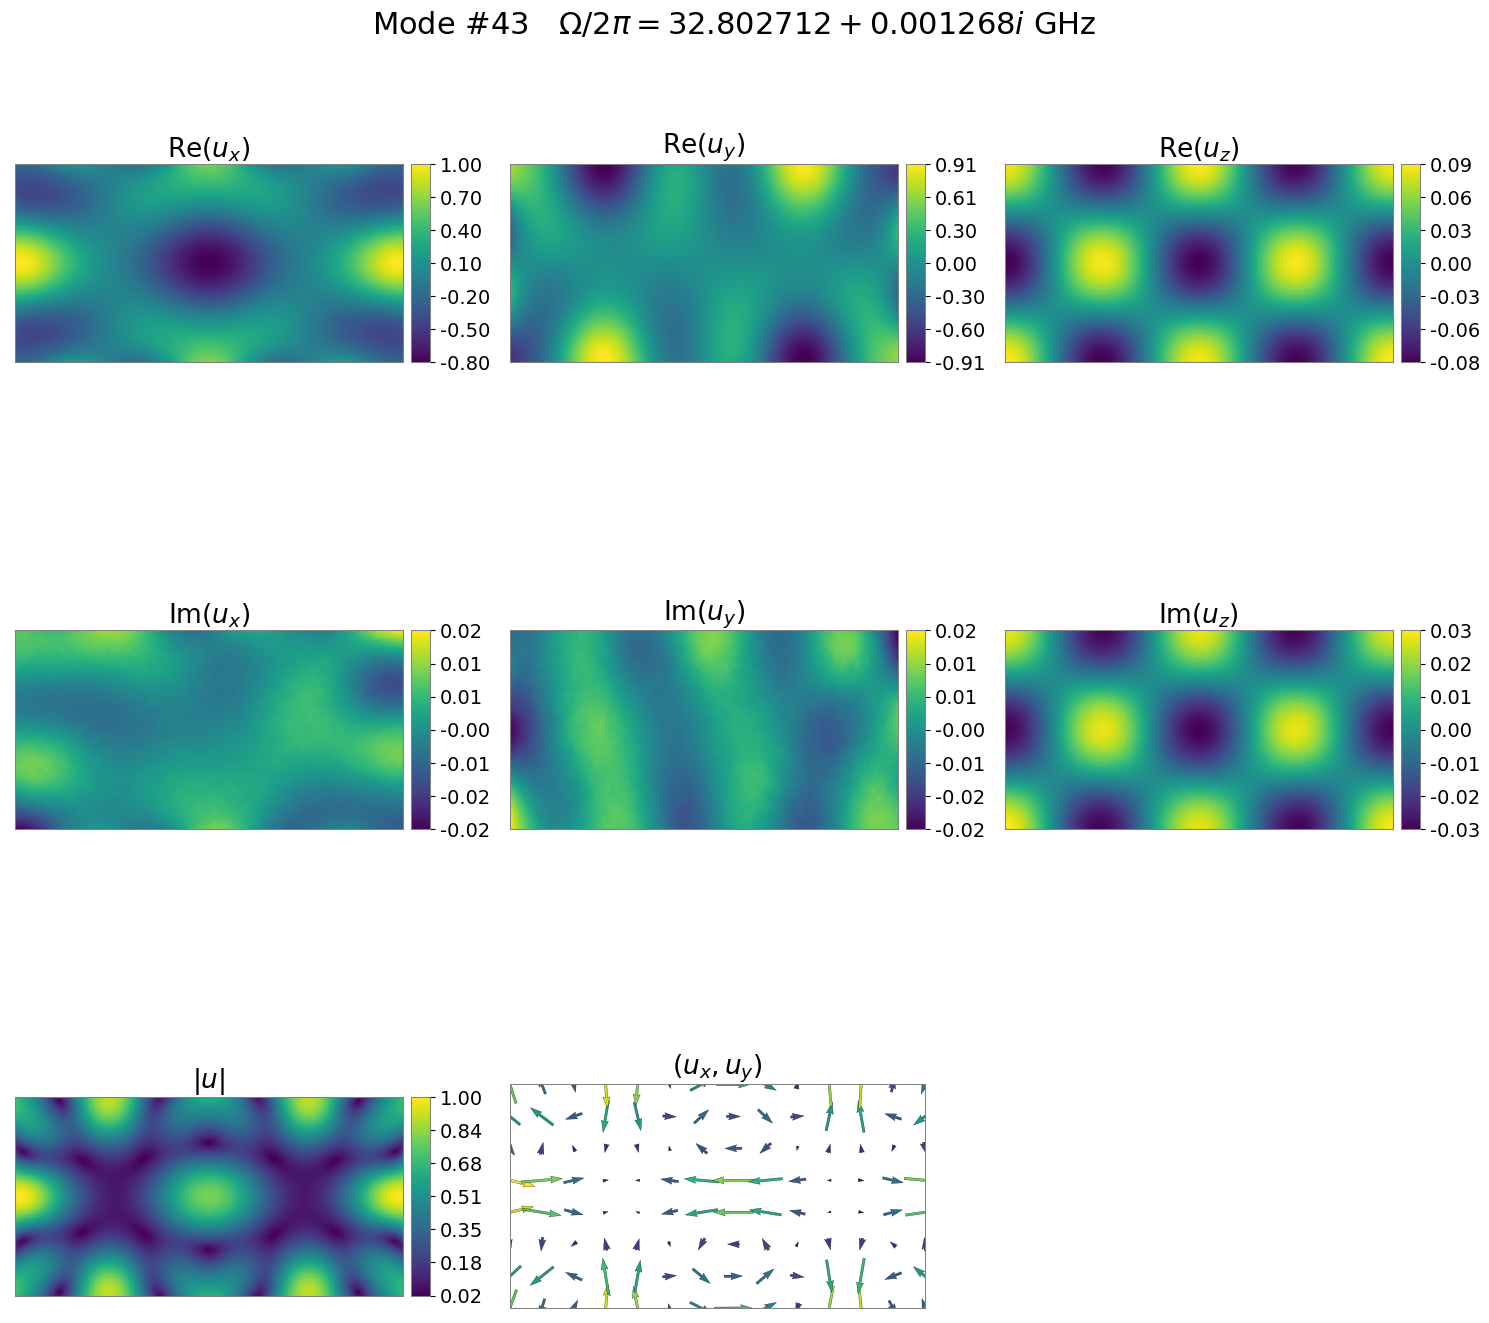 Mode #43 Ω/2π = 32.802712 + 0.001268i GHz
Re(u_x) Re(u_y) Re(u_z)
1.00 0.91 0.09
0.70 0.61 0.06
0.40 0.30 0.03
0.10 0.00 0.00
-0.20 -0.30 -0.03
-0.50 -0.60 -0.06
-0.80 -0.91 -0.08
Im(u_x) Im(u_y) Im(u_z)
0.02 0.02 0.03
0.01 0.01 0.02
0.01 0.01 0.01
-0.00 -0.00 0.00
-0.01 -0.01 -0.01
-0.02 -0.02 -0.02
-0.02 -0.02 -0.03
|u| (u_x, u_y)
1.00
0.84
0.68
0.51
0.35
0.18
0.02